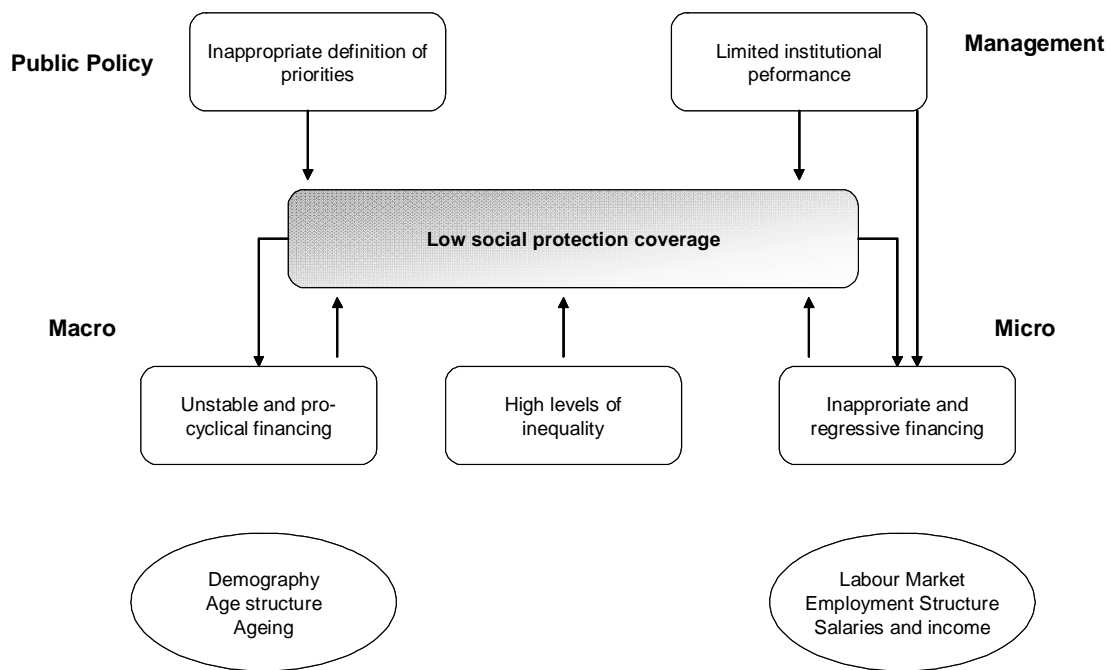 Public Policy
Inappropriate definition of
priorities
Limited institutional
peformance
Management
Low social protection coverage
Macro
Micro
Unstable and pro-
cyclical financing
High levels of
inequality
Inapproriate and
regressive financing
Demography
Age structure
Ageing
Labour Market
Employment Structure
Salaries and income